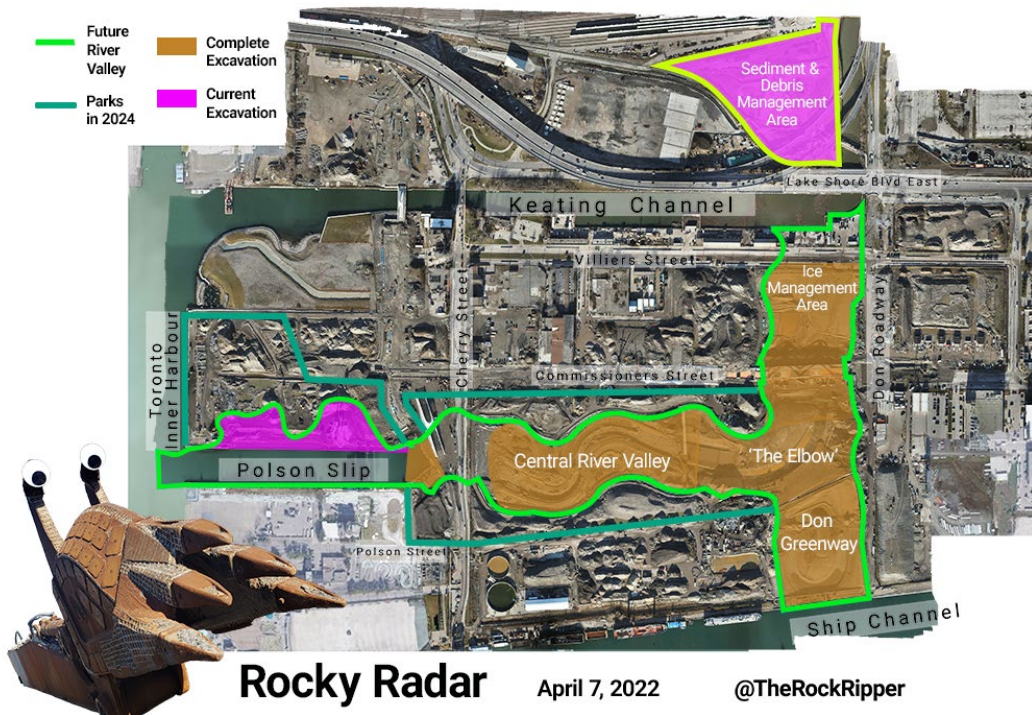 Future
River
Valley
Complete
Excavation
Parks
in 2024
Current
Excavation
Sediment &
Debris
Management
Area
Lake Shore Blvd East
Keating Channel
Villiers Street
Ice
Management
Area
Toronto
Inner Harbour
Cherry Street
Commissioners Street
Don Roadway
Polson Slip
Central River Valley
'The Elbow'
Don
Greenway
Polson Street
Ship Channel
Rocky Radar
April 7, 2022
@TheRockRipper